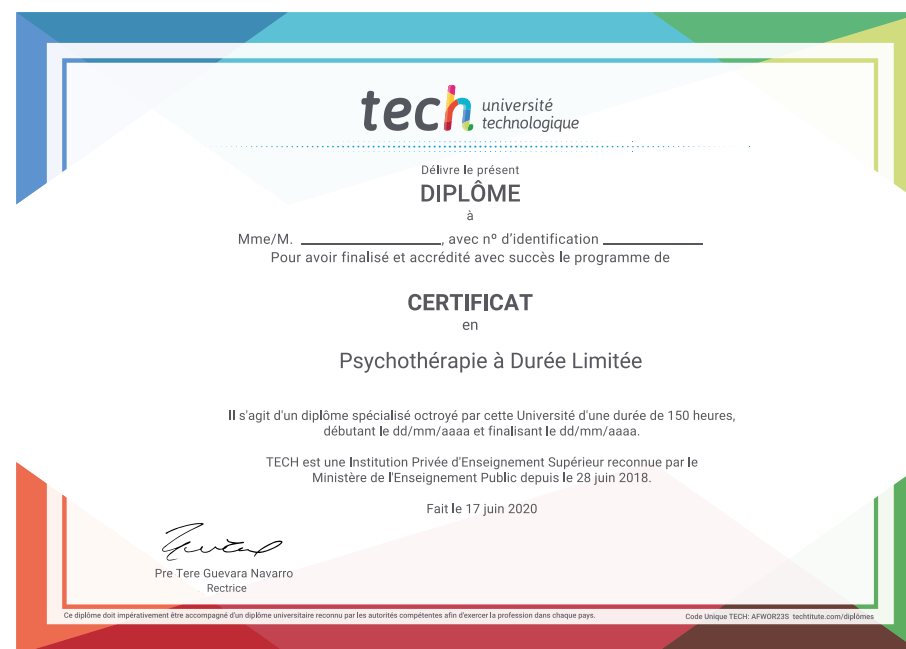 tech université
technologique
Délivre le présent
DIPLÔME
à
Mme/M. ____________________, avec nº d'identification ______________
Pour avoir finalisé et accrédité avec succès le programme de
CERTIFICAT
en
Psychothérapie à Durée Limitée
Il s'agit d'un diplôme spécialisé octroyé par cette Université d'une durée de 150 heures,
débutant le dd/mm/aaaa et finalisant le dd/mm/aaaa.
TECH est une Institution Privée d'Enseignement Supérieur reconnue par le
Ministère de l'Enseignement Public depuis le 28 juin 2018.
Fait le 17 juin 2020
Pre Tere Guevara Navarro
Rectrice
Ce diplôme doit impérativement être accompagné d'un diplôme universitaire reconnu par les autorités compétentes afin d'exercer la profession dans chaque pays.
Code Unique TECH: AFWOR23S techtitute.com/diplômes